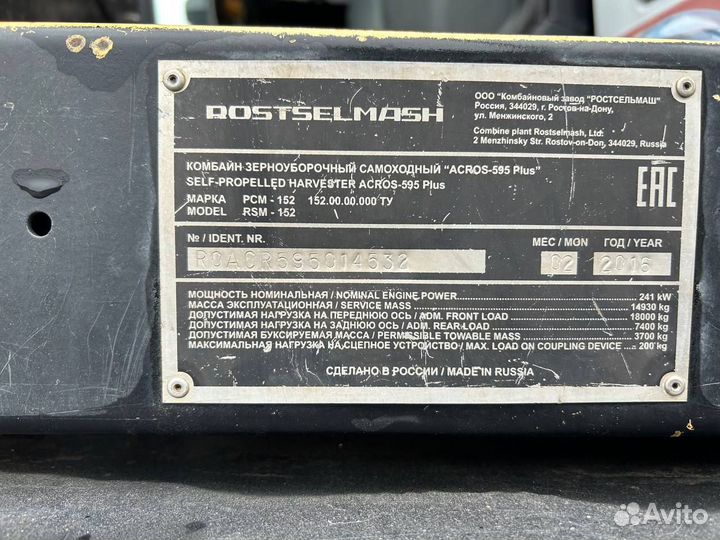 ROSTSELMASH
ООО "Комбайновый завод "РОСТСЕЛЬМАШ"
Россия, 344029, г. Ростов-на-Дону,
ул. Менжинского, 2
Combine plant Rostselmash, Ltd.
2 Menzhinsky Str. Rostov-on-Don, 344029, Russia
КОМБАЙН ЗЕРНОУБОРОЧНЫЙ САМОХОДНЫЙ "ACROS-595 Plus"
SELF-PROPELLED HARVESTER ACROS-595 Plus
МАРКА РСМ - 152 152.00.00.000 ТУ
MODEL RSM - 152
EAC
№ / IDENT. NR. МЕС / MON ГОД / YEAR
R0ACR595014532 02 2016
МОЩНОСТЬ НОМИНАЛЬНАЯ / NOMINAL ENGINE POWER 241 kW
МАССА ЭКСПЛУАТАЦИОННАЯ / SERVICE MASS 14930 kg
ДОПУСТИМАЯ НАГРУЗКА НА ПЕРЕДНЮЮ ОСЬ / ADM. FRONT LOAD 18000 kg
ДОПУСТИМАЯ НАГРУЗКА НА ЗАДНЮЮ ОСЬ / ADM. REAR LOAD 7400 kg
ДОПУСТИМАЯ БУКСИРУЕМАЯ МАССА / PERMISSIBLE TOWABLE MASS 3700 kg
МАКСИМАЛЬНАЯ НАГРУЗКА НА СЦЕПНОЕ УСТРОЙСТВО / MAX. LOAD ON COUPLING DEVICE 200 kg
СДЕЛАНО В РОССИИ / MADE IN RUSSIA
Avito